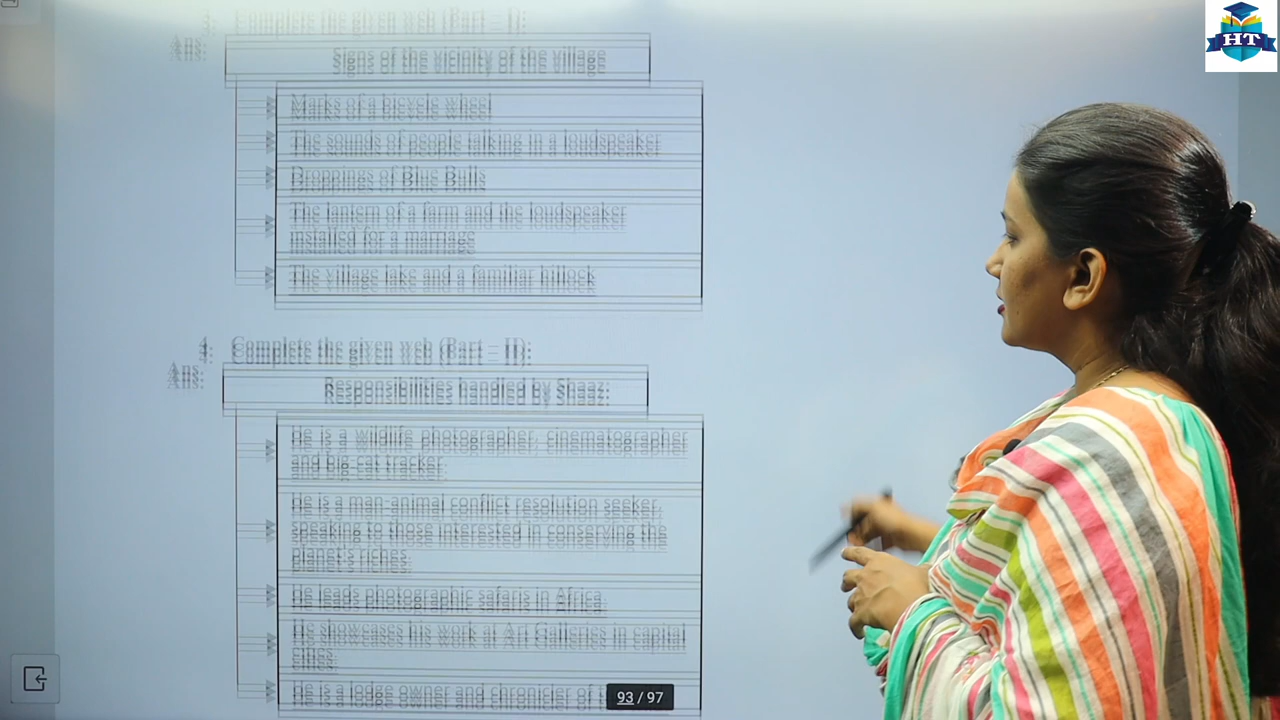 3. Complete the given web (Part – I):
Ans:
Signs of the vicinity of the village
Marks of a bicycle wheel
The sounds of people talking in a loudspeaker
Droppings of Blue Bulls
The lantern of a farm and the loudspeaker
installed for a marriage
The village lake and a familiar hillock
4. Complete the given web (Part – II):
Ans:
Responsibilities handled by Shaaz:
He is a wildlife photographer, cinematographer
and big-cat tracker.
He is a man-animal conflict resolution seeker,
speaking to those interested in conserving the
planet's riches.
He leads photographic safaris in Africa.
He showcases his work at Art Galleries in capital
cities.
He is a lodge owner and chronicler of
93 / 97
HT